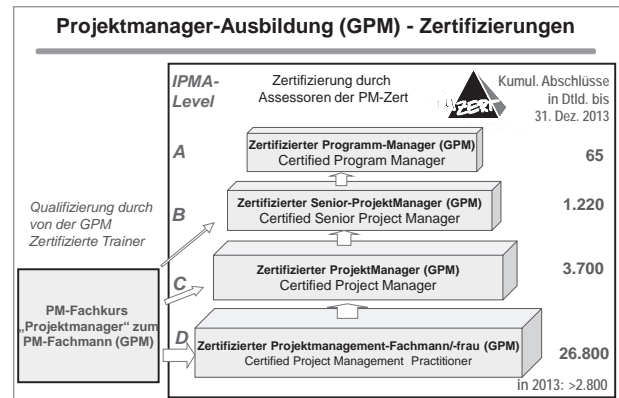 Projektmanager-Ausbildung (GPM) - Zertifizierungen
IPMA-
Level
Zertifizierung durch
Assessoren der PM-Zert
ZERT
Kumul. Abschlüsse
in Dtld. bis
31. Dez. 2013
A
Zertifizierter Programm-Manager (GPM)
Certified Program Manager
65
Qualifizierung durch
von der GPM
Zertifizierte Trainer
B
Zertifizierter Senior-ProjektManager (GPM)
Certified Senior Project Manager
1.220
C
Zertifizierter ProjektManager (GPM)
Certified Project Manager
3.700
PM-Fachkurs
„Projektmanager" zum
PM-Fachmann (GPM)
D
Zertifizierter Projektmanagement-Fachmann/-frau (GPM)
Certified Project Management Practitioner
26.800
in 2013: >2.800